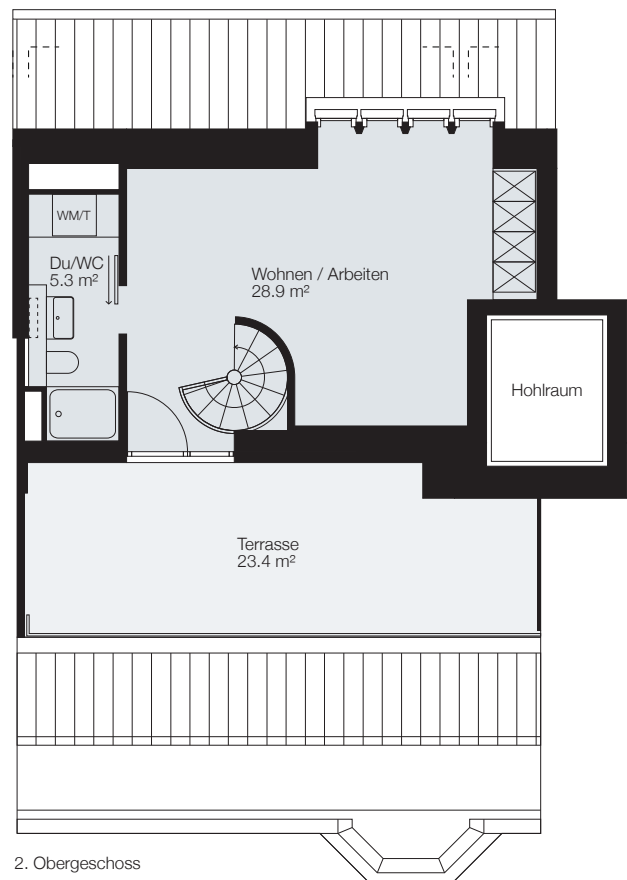 WM/T
Du/WC
5.3 m²
Wohnen / Arbeiten
28.9 m²
Hohlraum
Terrasse
23.4 m²
2. Obergeschoss